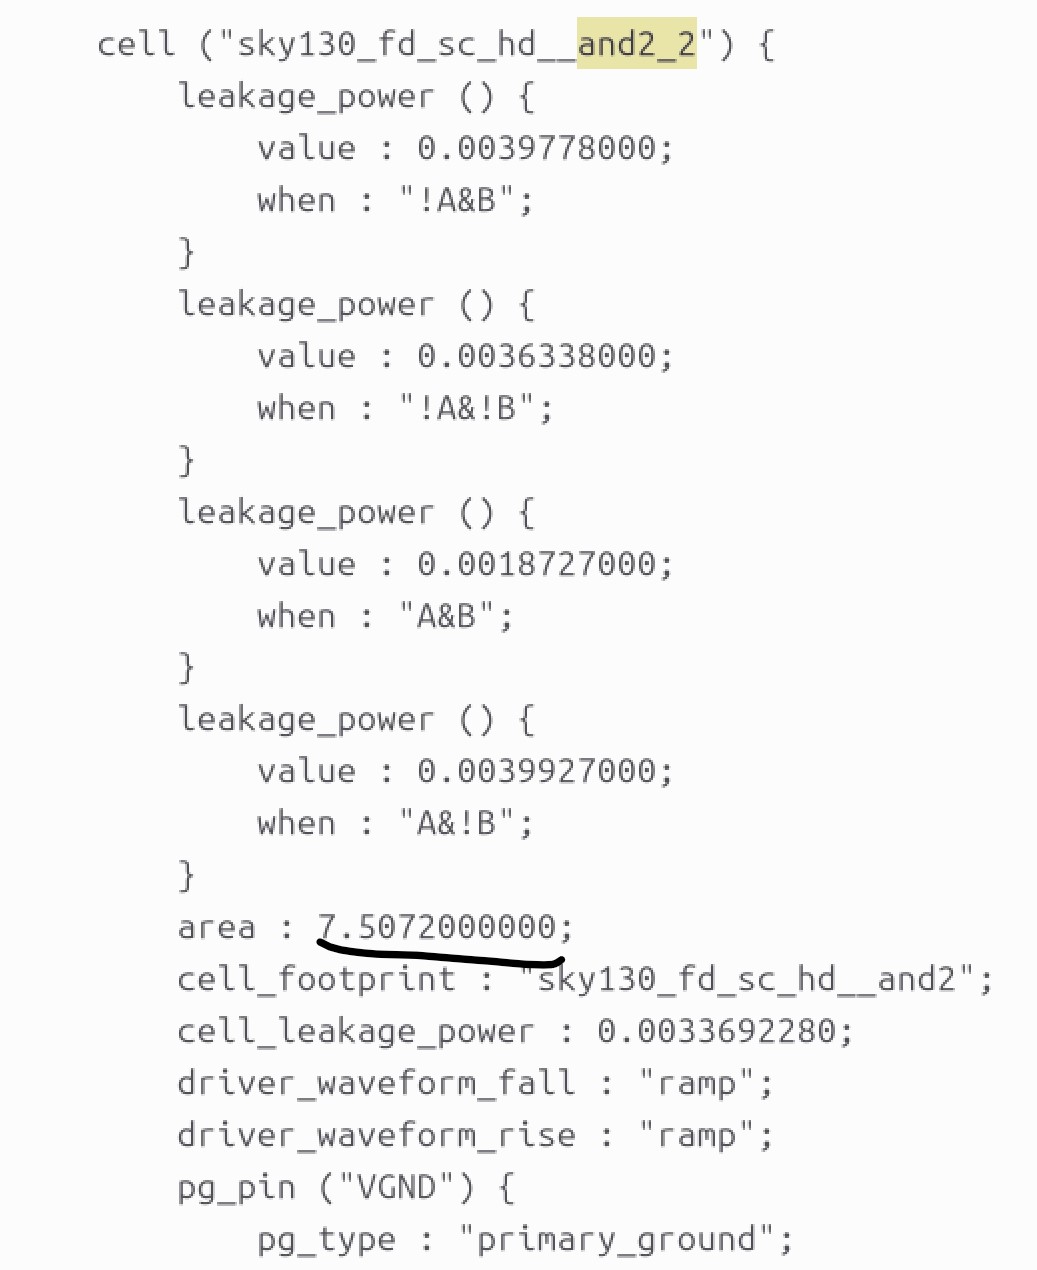 cell ("sky130_fd_sc_hd__and2_2") {
leakage_power () {
value : 0.0039778000;
when : "!A&B";
}
leakage_power () {
value : 0.0036338000;
when : "!A&!B";
}
leakage_power () {
value : 0.0018727000;
when : "A&B";
}
leakage_power () {
value : 0.0039927000;
when : "A&!B";
}
area : 7.5072000000;
cell_footprint : "sky130_fd_sc_hd__and2";
cell_leakage_power : 0.0033692280;
driver_waveform_fall : "ramp";
driver_waveform_rise : "ramp";
pg_pin ("VGND") {
pg_type : "primary_ground";